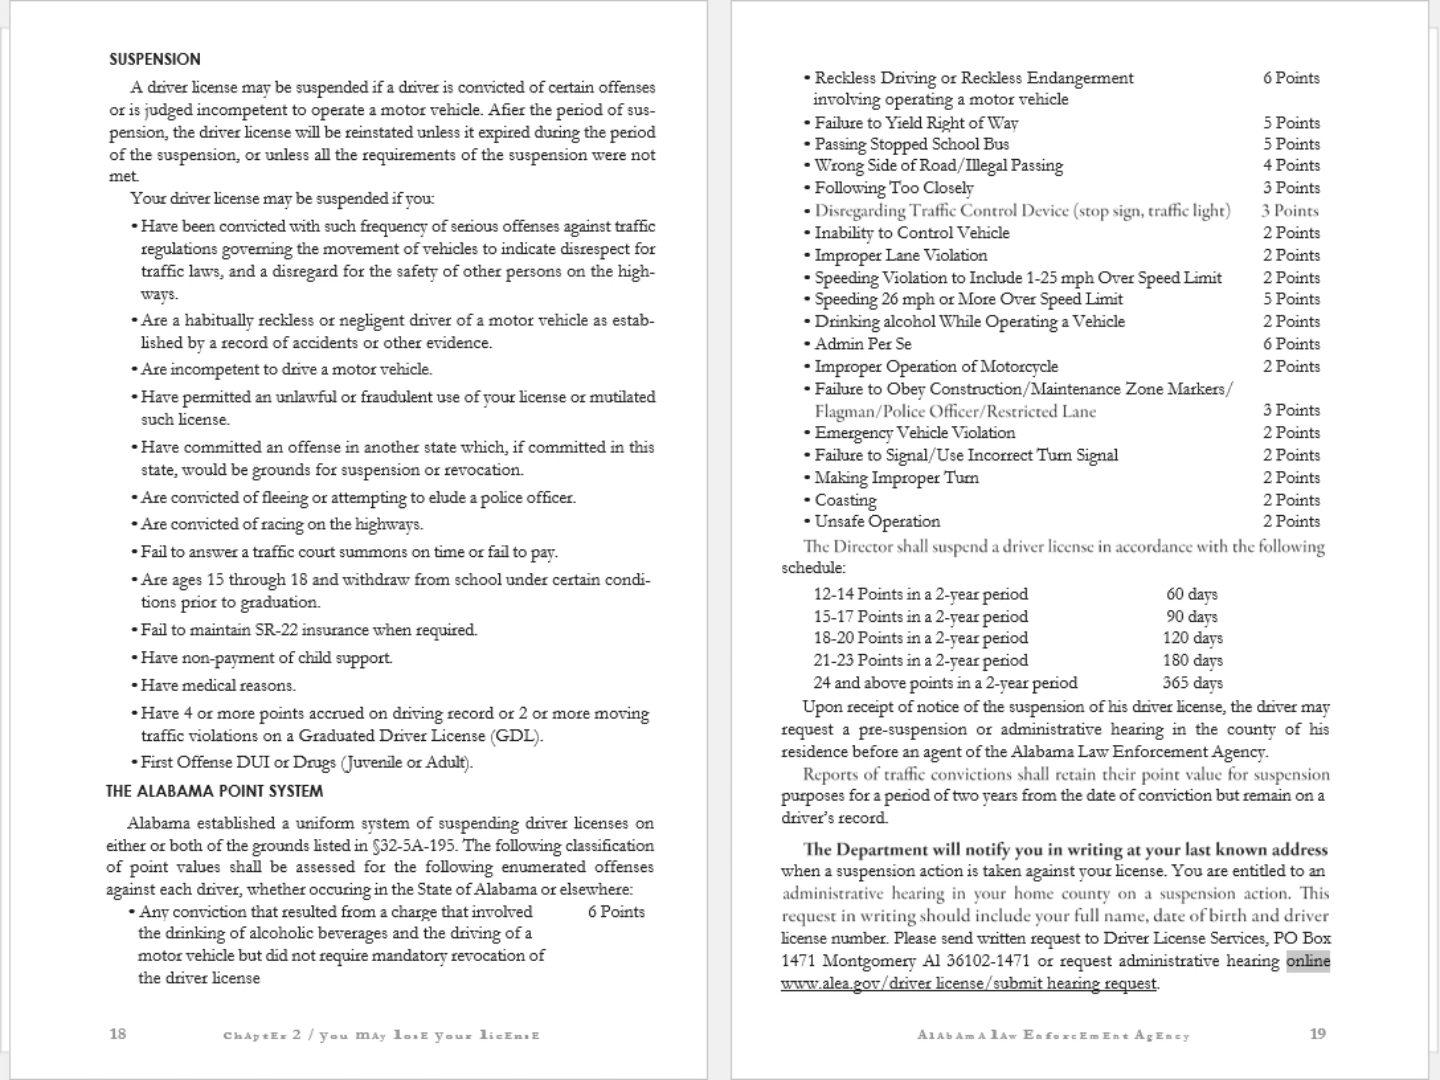 SUSPENSION
A driver license may be suspended if a driver is convicted of certain offenses
or is judged incompetent to operate a motor vehicle. Afier the period of sus-
pension, the driver license will be reinstated unless it expired during the period
of the suspension, or unless all the requirements of the suspension were not
met.
Your driver license may be suspended if you:
• Have been convicted with such frequency of serious offenses against traffic
regulations governing the movement of vehicles to indicate disrespect for
traffic laws, and a disregard for the safety of other persons on the high-
ways.
• Are a habitually reckless or negligent driver of a motor vehicle as estab-
lished by a record of accidents or other evidence.
• Are incompetent to drive a motor vehicle.
• Have permitted an unlawful or fraudulent use of your license or mutilated
such license.
• Have committed an offense in another state which, if committed in this
state, would be grounds for suspension or revocation.
• Are convicted of fleeing or attempting to elude a police officer.
• Are convicted of racing on the highways.
• Fail to answer a traffic court summons on time or fail to pay.
• Are ages 15 through 18 and withdraw from school under certain condi-
tions prior to graduation.
• Fail to maintain SR-22 insurance when required.
• Have non-payment of child support.
• Have medical reasons.
• Have 4 or more points accrued on driving record or 2 or more moving
traffic violations on a Graduated Driver License (GDL).
• First Offense DUI or Drugs (Juvenile or Adult).
THE ALABAMA POINT SYSTEM
Alabama established a uniform system of suspending driver licenses on
either or both of the grounds listed in §32-5A-195. The following classification
of point values shall be assessed for the following enumerated offenses
against each driver, whether occuring in the State of Alabama or elsewhere:
• Any conviction that resulted from a charge that involved 6 Points
the drinking of alcoholic beverages and the driving of a
motor vehicle but did not require mandatory revocation of
the driver license
18 ChApтEr 2 / you mAy losE your licEnsE
• Reckless Driving or Reckless Endangerment 6 Points
involving operating a motor vehicle
• Failure to Yield Right of Way 5 Points
• Passing Stopped School Bus 5 Points
• Wrong Side of Road/Illegal Passing 4 Points
• Following Too Closely 3 Points
• Disregarding Traffic Control Device (stop sign, traffic light) 3 Points
• Inability to Control Vehicle 2 Points
• Improper Lane Violation 2 Points
• Speeding Violation to Include 1-25 mph Over Speed Limit 2 Points
• Speeding 26 mph or More Over Speed Limit 5 Points
• Drinking alcohol While Operating a Vehicle 2 Points
• Admin Per Se 6 Points
• Improper Operation of Motorcycle 2 Points
• Failure to Obey Construction/Maintenance Zone Markers/
Flagman/Police Officer/Restricted Lane 3 Points
• Emergency Vehicle Violation 2 Points
• Failure to Signal/Use Incorrect Turn Signal 2 Points
• Making Improper Turn 2 Points
• Coasting 2 Points
• Unsafe Operation 2 Points
The Director shall suspend a driver license in accordance with the following
schedule:
12-14 Points in a 2-year period 60 days
15-17 Points in a 2-year period 90 days
18-20 Points in a 2-year period 120 days
21-23 Points in a 2-year period 180 days
24 and above points in a 2-year period 365 days
Upon receipt of notice of the suspension of his driver license, the driver may
request a pre-suspension or administrative hearing in the county of his
residence before an agent of the Alabama Law Enforcement Agency.
Reports of traffic convictions shall retain their point value for suspension
purposes for a period of two years from the date of conviction but remain on a
driver's record.
The Department will notify you in writing at your last known address
when a suspension action is taken against your license. You are entitled to an
administrative hearing in your home county on a suspension action. This
request in writing should include your full name, date of birth and driver
license number. Please send written request to Driver License Services, PO Box
1471 Montgomery Al 36102-1471 or request administrative hearing online
www.alea.gov/driver license/submit hearing request.
AlAbAmA lAw EnforcEmEnt AgEncy 19